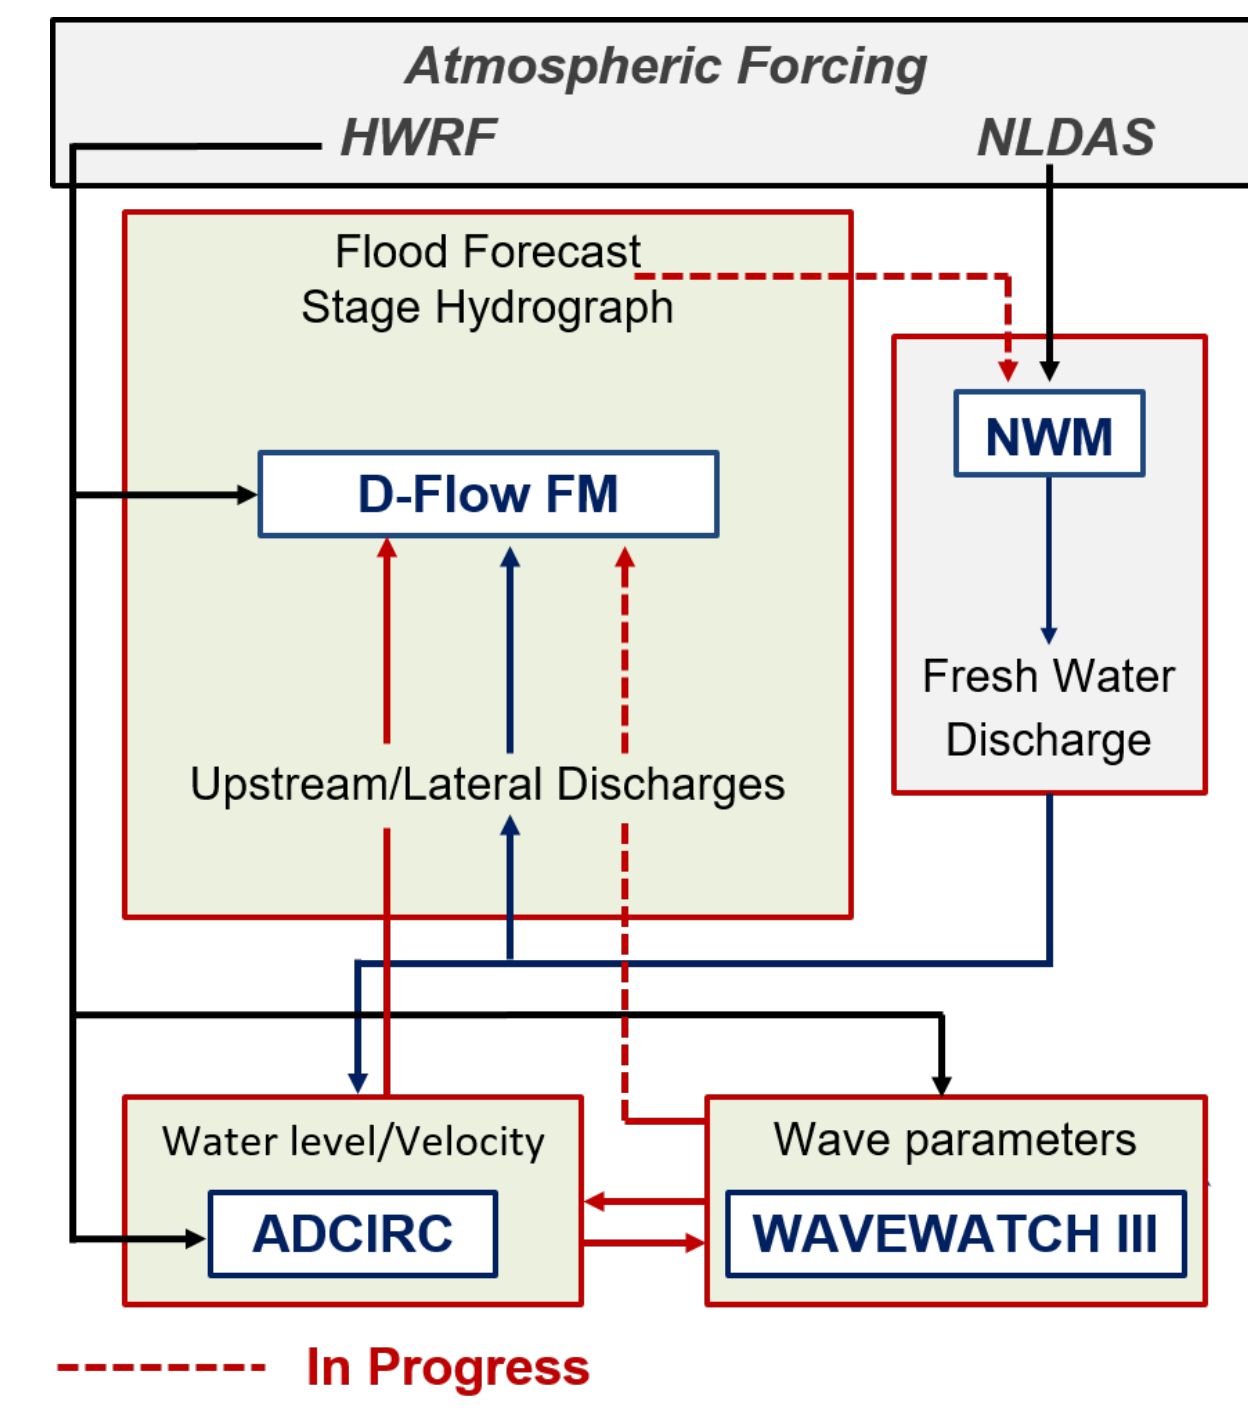 Atmospheric Forcing
HWRF
NLDAS
Flood Forecast
Stage Hydrograph
NWM
D-Flow FM
Fresh Water
Discharge
Upstream/Lateral Discharges
Water level/Velocity
Wave parameters
ADCIRC
WAVEWATCH III
In Progress